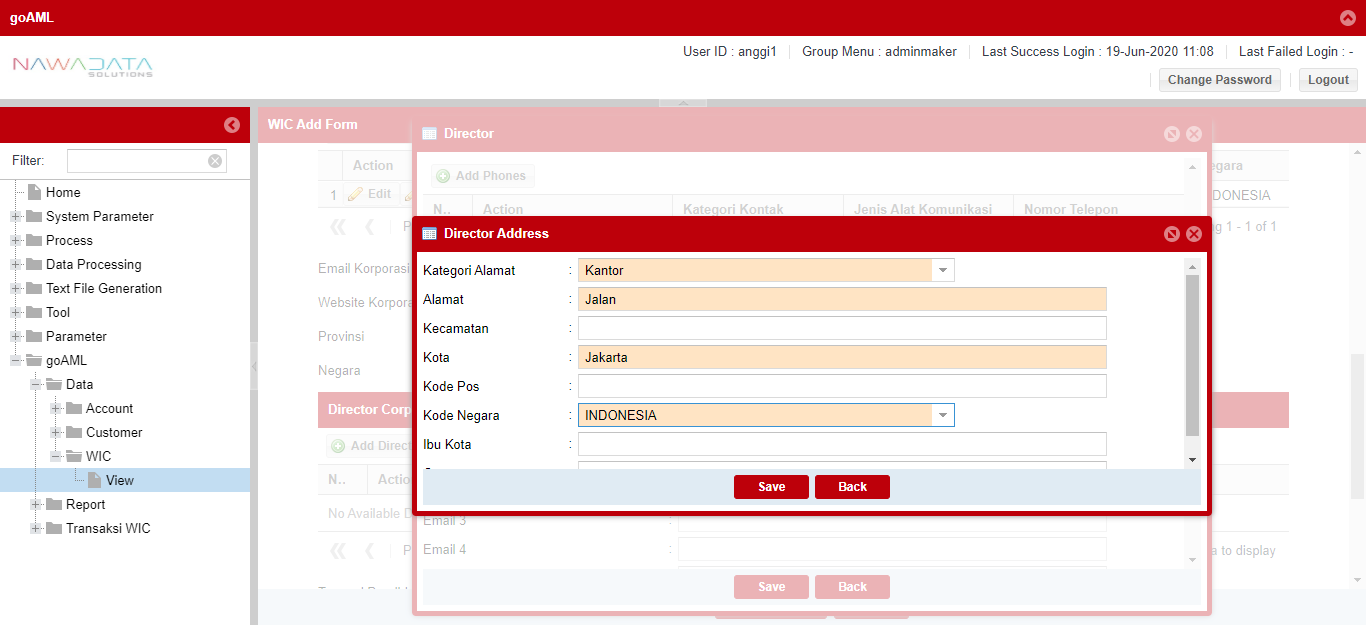 goAML
NAWADATA
SOLUTIONS
User ID : anggi1
Group Menu : adminmaker
Last Success Login : 19-Jun-2020 11:08
Last Failed Login : -
Change Password
Logout
Filter:
Home
System Parameter
Process
Data Processing
Text File Generation
Tool
Parameter
goAML
Data
Account
Customer
WIC
View
Report
Transaksi WIC
WIC Add Form
Action
1 Edit
Email Korporasi
Website Korpora
Provinsi
Negara
Director Corp
Add Direct
N.. Actio
No Available
egara
DONESIA
g 1 - 1 of 1
a to display
Director
Add Phones
N.. Action Kategori Kontak Jenis Alat Komunikasi Nomor Telepon
Director Address
Kategori Alamat : Kantor
Alamat : Jalan
Kecamatan :
Kota : Jakarta
Kode Pos :
Kode Negara : INDONESIA
Ibu Kota :
Save Back
Email 3 :
Email 4 :
Save Back